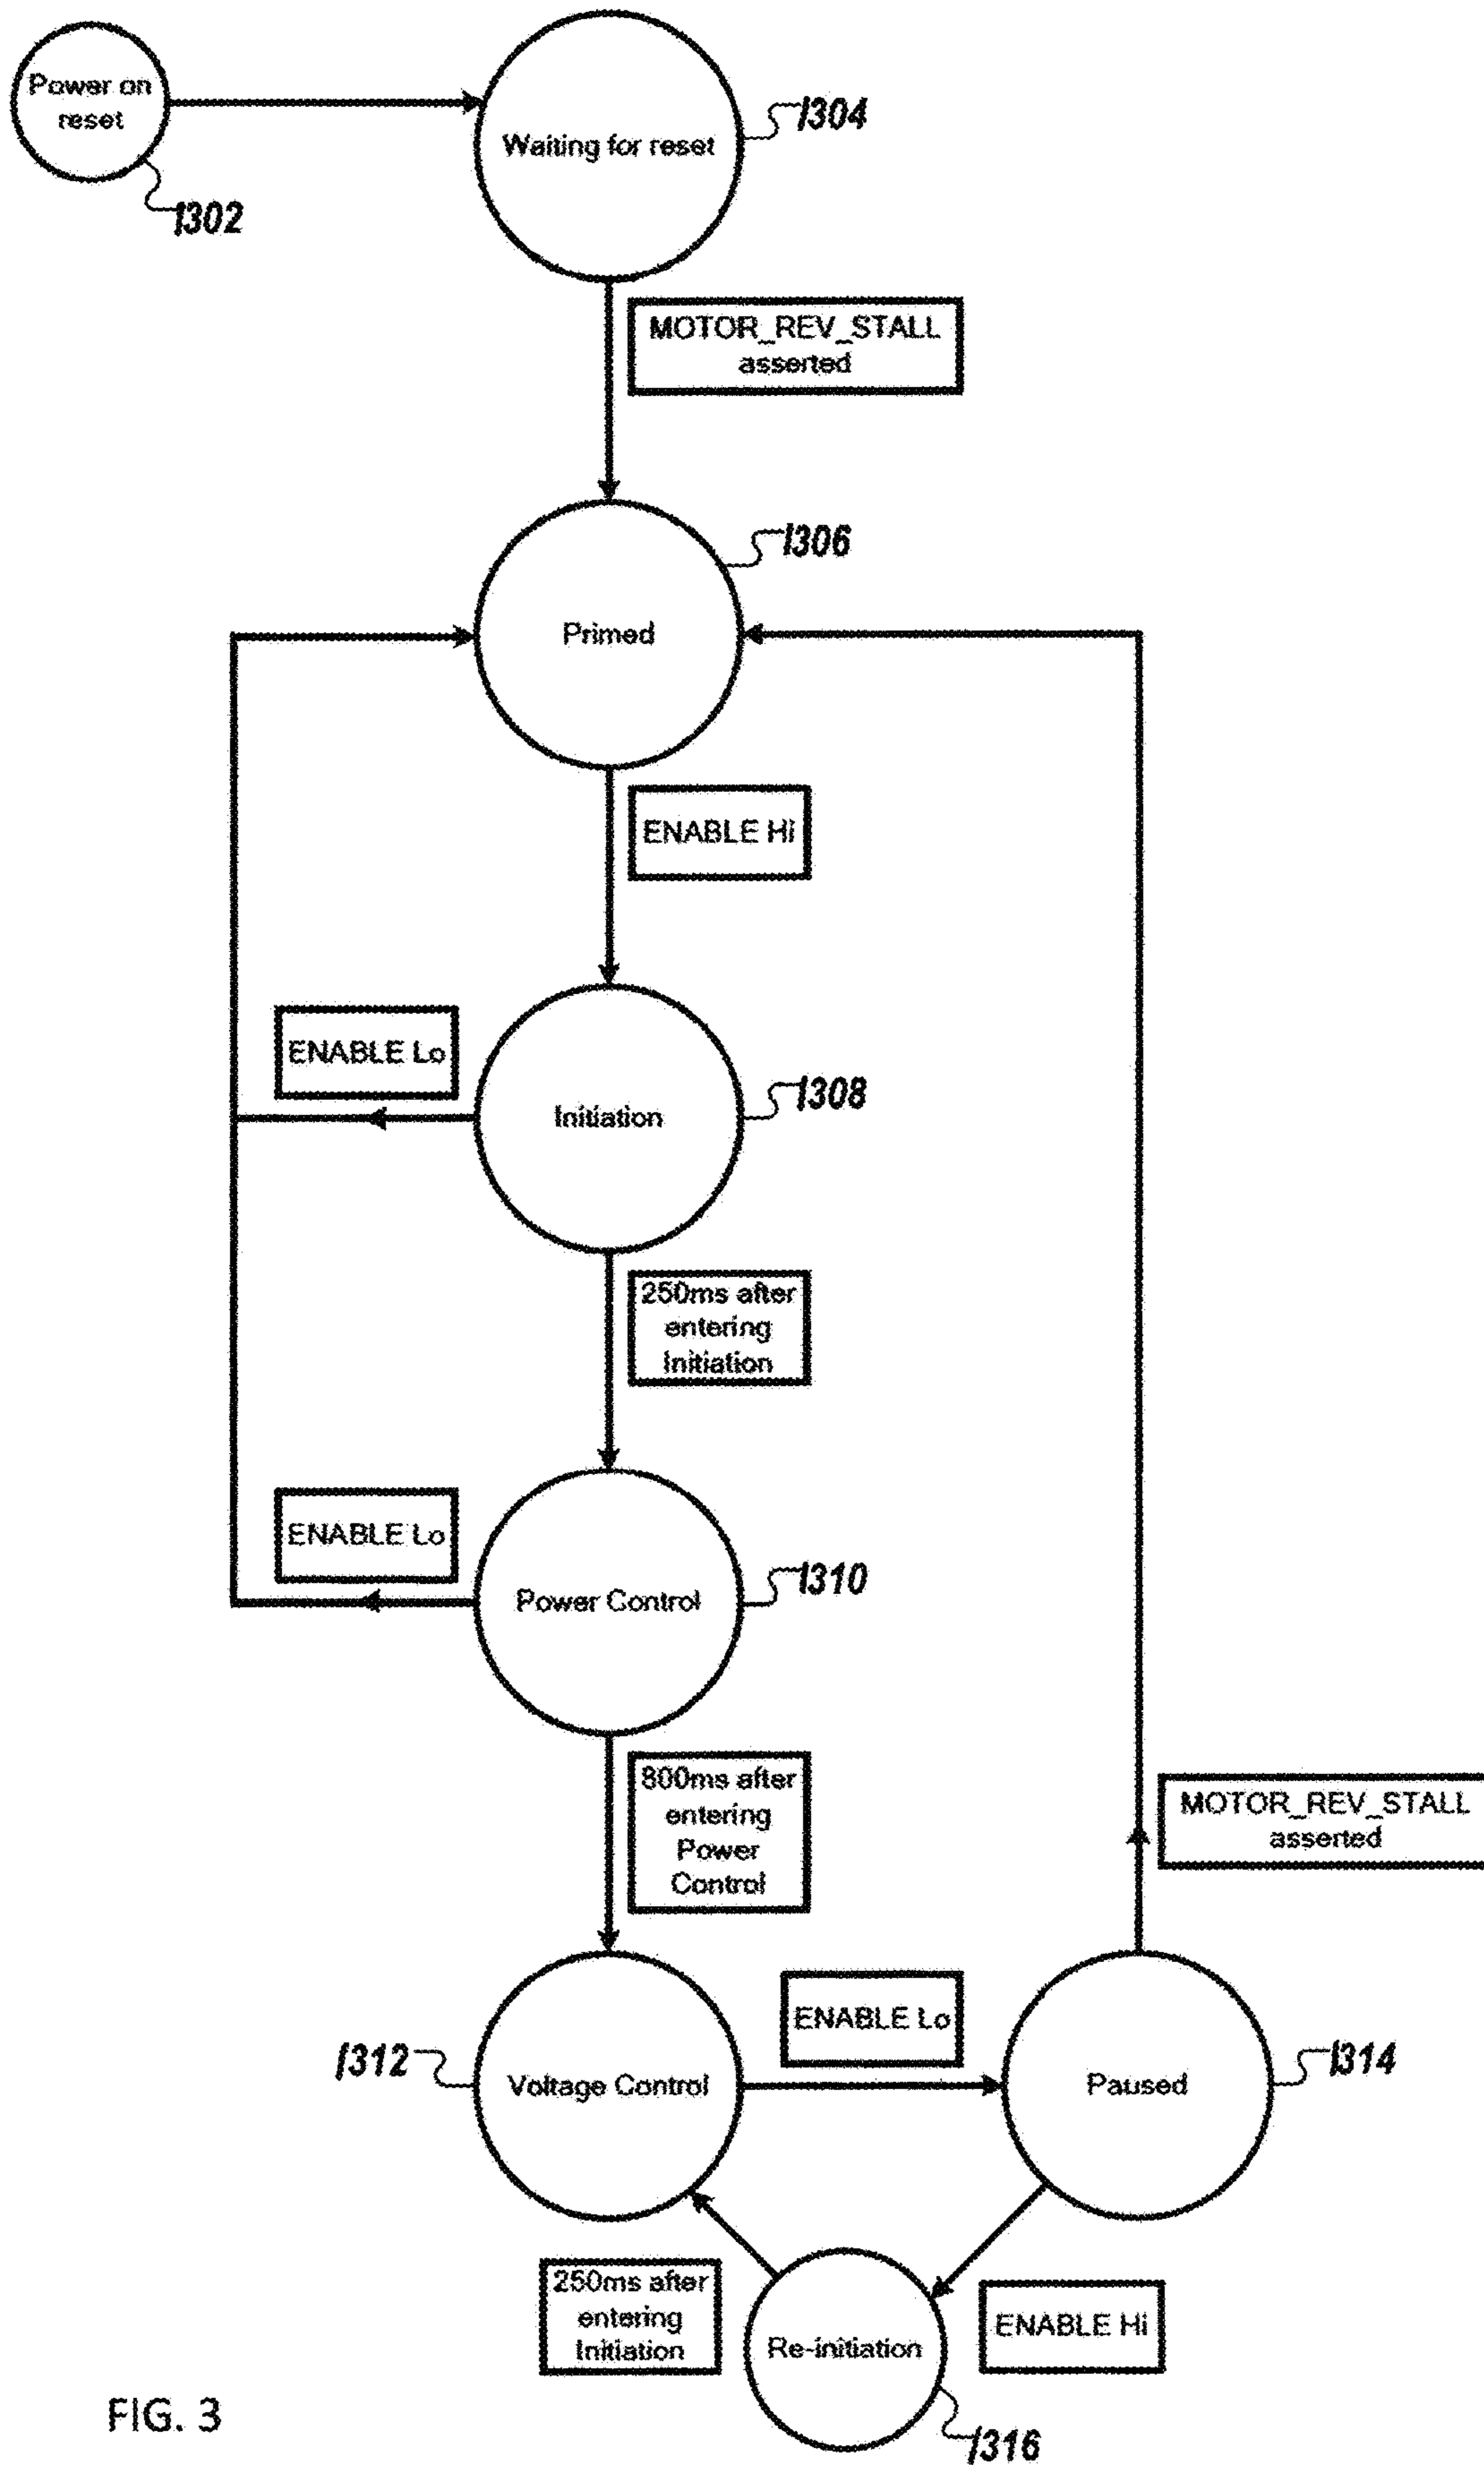 Power on
reset
1302
Waiting for reset
1304
MOTOR_REV_STALL
asserted
1306
Primed
ENABLE Hi
ENABLE Lo
Initiation
1308
250ms after
entering
Initiation
ENABLE Lo
Power Control
1310
800ms after
entering
Power
Control
MOTOR_REV_STALL
asserted
ENABLE Lo
1312
Voltage Control
Paused
1314
250ms after
entering
Initiation
Re-initiation
ENABLE Hi
1316
FIG. 3